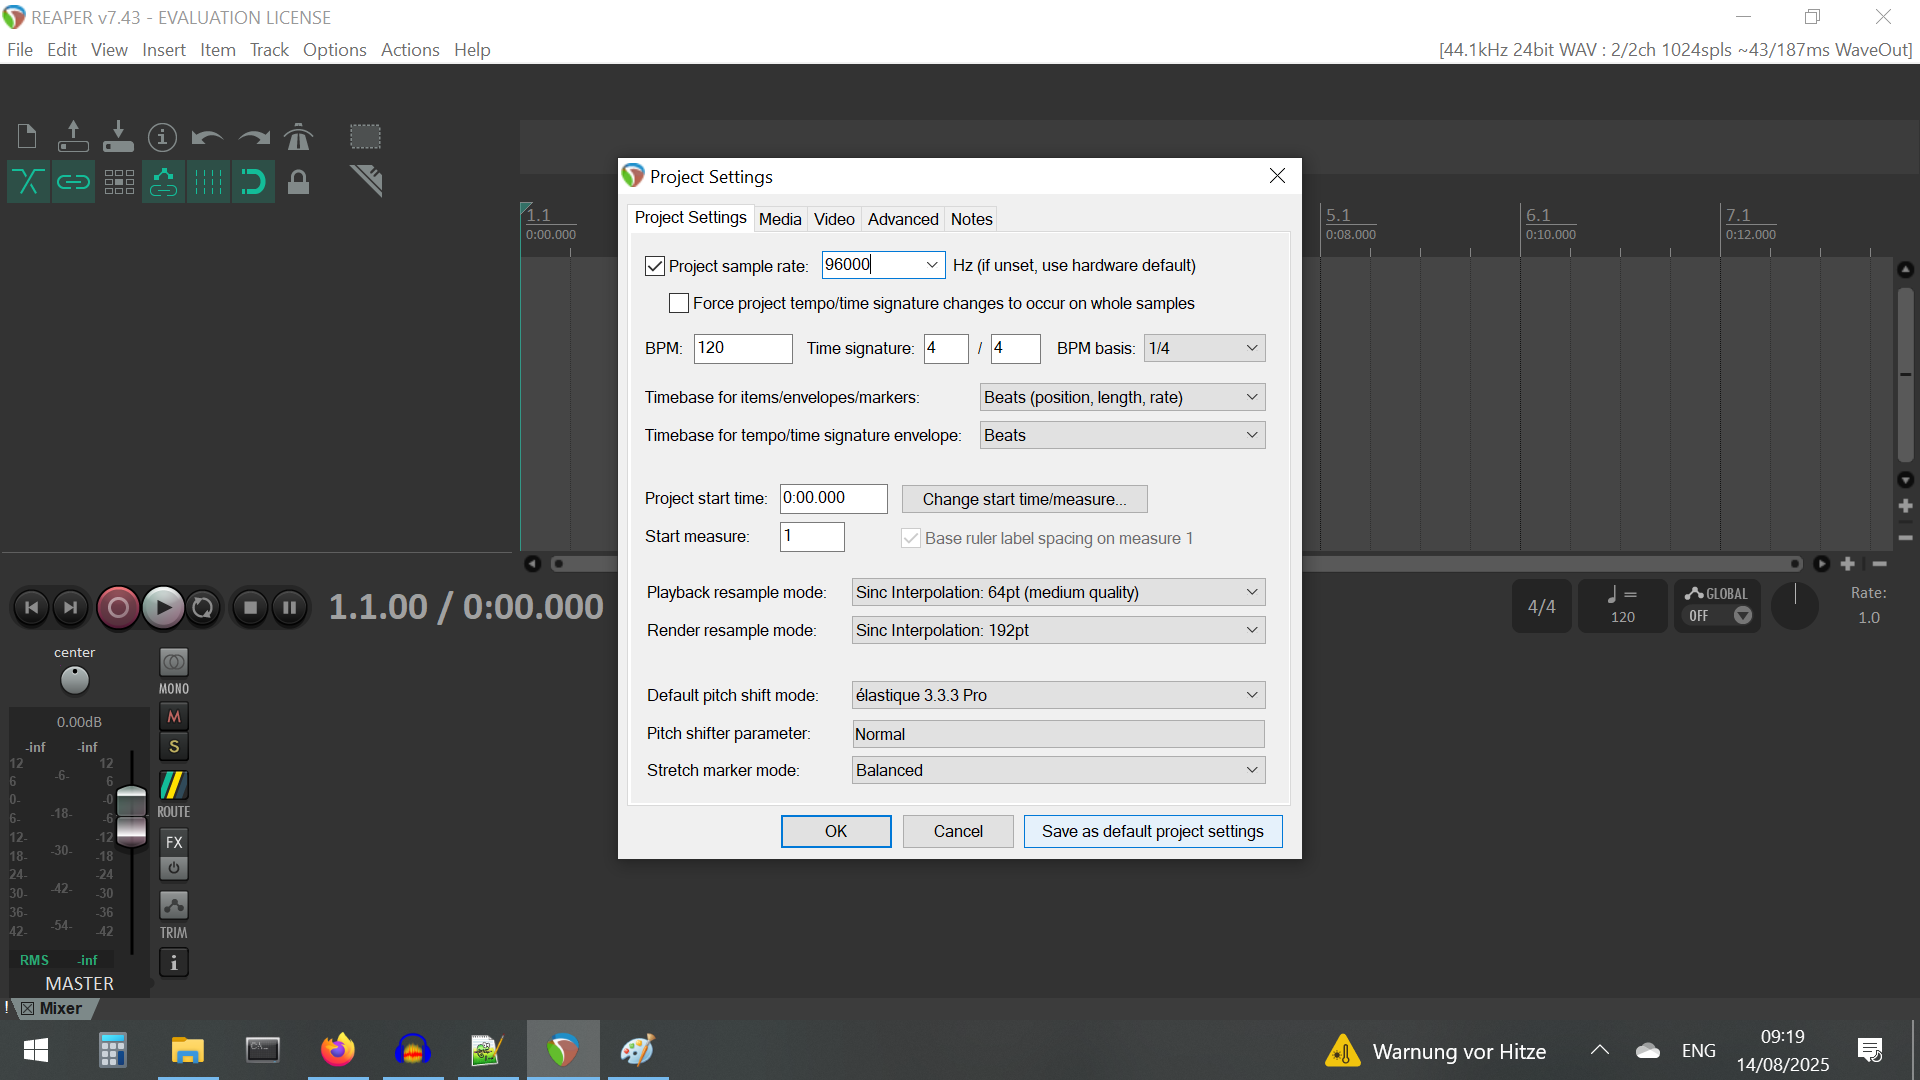 REAPER v7.43 - EVALUATION LICENSE
File Edit View Insert Item Track Options Actions Help
[44.1kHz 24bit WAV : 2/2ch 1024spls ~43/187ms WaveOut]
1.1
0:00.000
5.1
0:08.000
6.1
0:10.000
7.1
0:12.000
Project Settings
Project Settings Media Video Advanced Notes
Project sample rate: 96000 Hz (if unset, use hardware default)
Force project tempo/time signature changes to occur on whole samples
BPM: 120 Time signature: 4 / 4 BPM basis: 1/4
Timebase for items/envelopes/markers: Beats (position, length, rate)
Timebase for tempo/time signature envelope: Beats
Project start time: 0:00.000 Change start time/measure...
Start measure: 1 Base ruler label spacing on measure 1
Playback resample mode: Sinc Interpolation: 64pt (medium quality)
Render resample mode: Sinc Interpolation: 192pt
Default pitch shift mode: élastique 3.3.3 Pro
Pitch shifter parameter: Normal
Stretch marker mode: Balanced
OK Cancel Save as default project settings
1.1.00 / 0:00.000
4/4
120
GLOBAL
OFF
Rate:
1.0
center
MONO
0.00dB
M
-inf -inf
S
12 12
6 -6- 6
0- -0
6- -18- -6
12- -12
18- -30- -18
24- -24
30- -42- -30
36- -36
42- -54- -42
ROUTE
FX
TRIM
RMS -inf
i
MASTER
! Mixer
C:\_
Warnung vor Hitze
ENG
09:19
14/08/2025